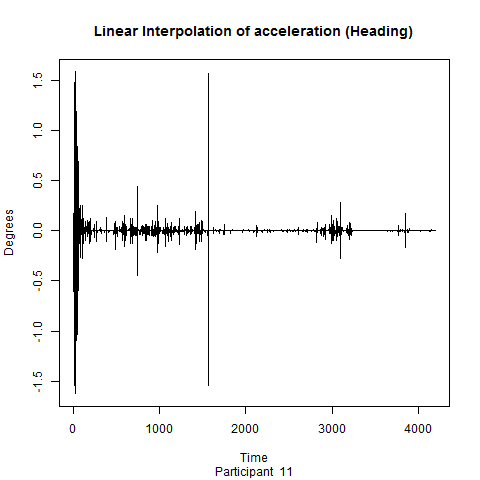 Linear Interpolation of acceleration (Heading)
Degrees
1.5
1.0
0.5
0.0
-0.5
-1.0
-1.5
0 1000 2000 3000 4000
Time
Participant 11